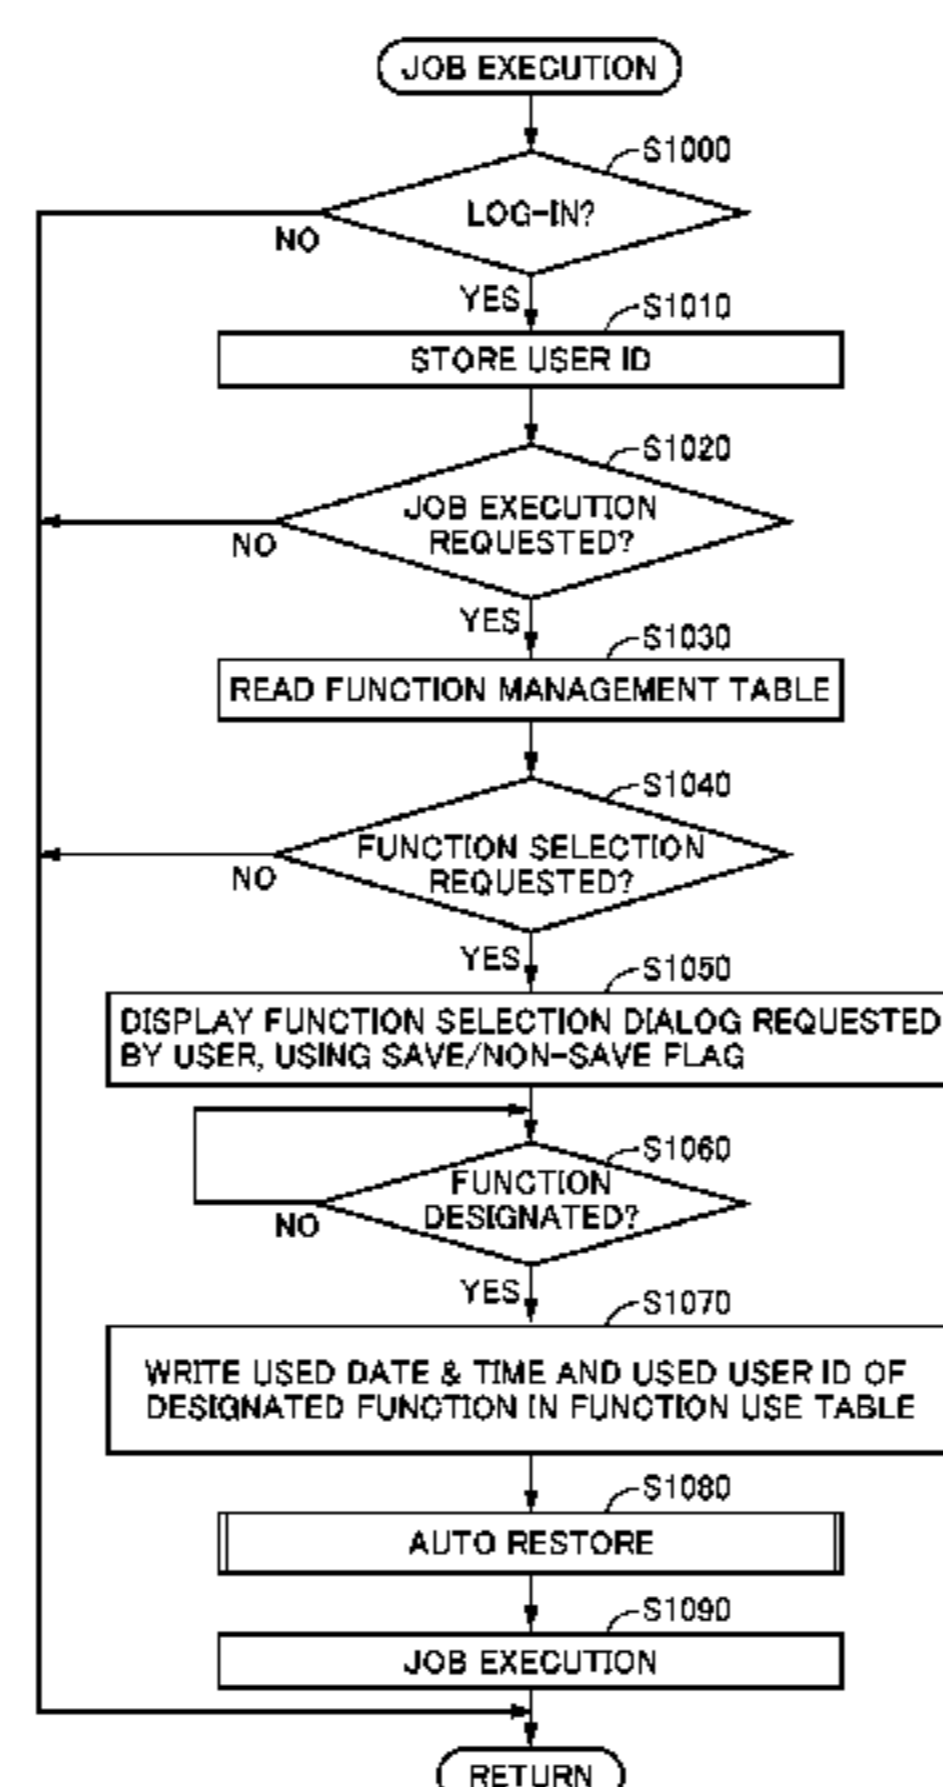 JOB EXECUTION
S1000
LOG-IN?
NO
YES
S1010
STORE USER ID
S1020
JOB EXECUTION
REQUESTED?
NO
YES
S1030
READ FUNCTION MANAGEMENT TABLE
S1040
FUNCTION SELECTION
REQUESTED?
NO
YES
S1050
DISPLAY FUNCTION SELECTION DIALOG REQUESTED
BY USER, USING SAVE/NON-SAVE FLAG
S1060
FUNCTION
DESIGNATED?
NO
YES
S1070
WRITE USED DATE & TIME AND USED USER ID OF
DESIGNATED FUNCTION IN FUNCTION USE TABLE
S1080
AUTO RESTORE
S1090
JOB EXECUTION
RETURN